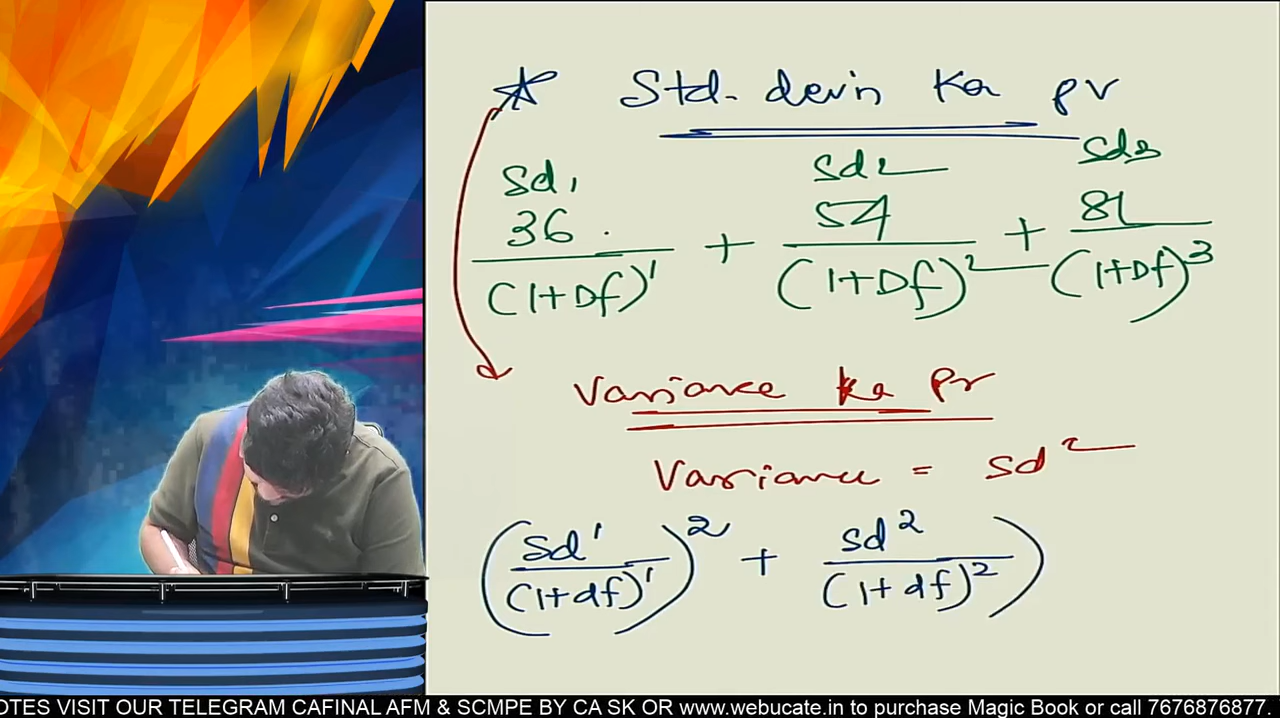 ☆ Std. devn ka pv
sd₁ sd₂ sd₃
36 / (1+Df)¹ + 54 / (1+Df)² + 81 / (1+Df)³
Variance ka pv
Variance = sd²
(sd¹ / (1+df)¹)² + sd² / (1+df)²)
OTES VISIT OUR TELEGRAM CAFINAL AFM & SCMPE BY CA SK OR www.webucate.in to purchase Magic Book or call 7676876877.